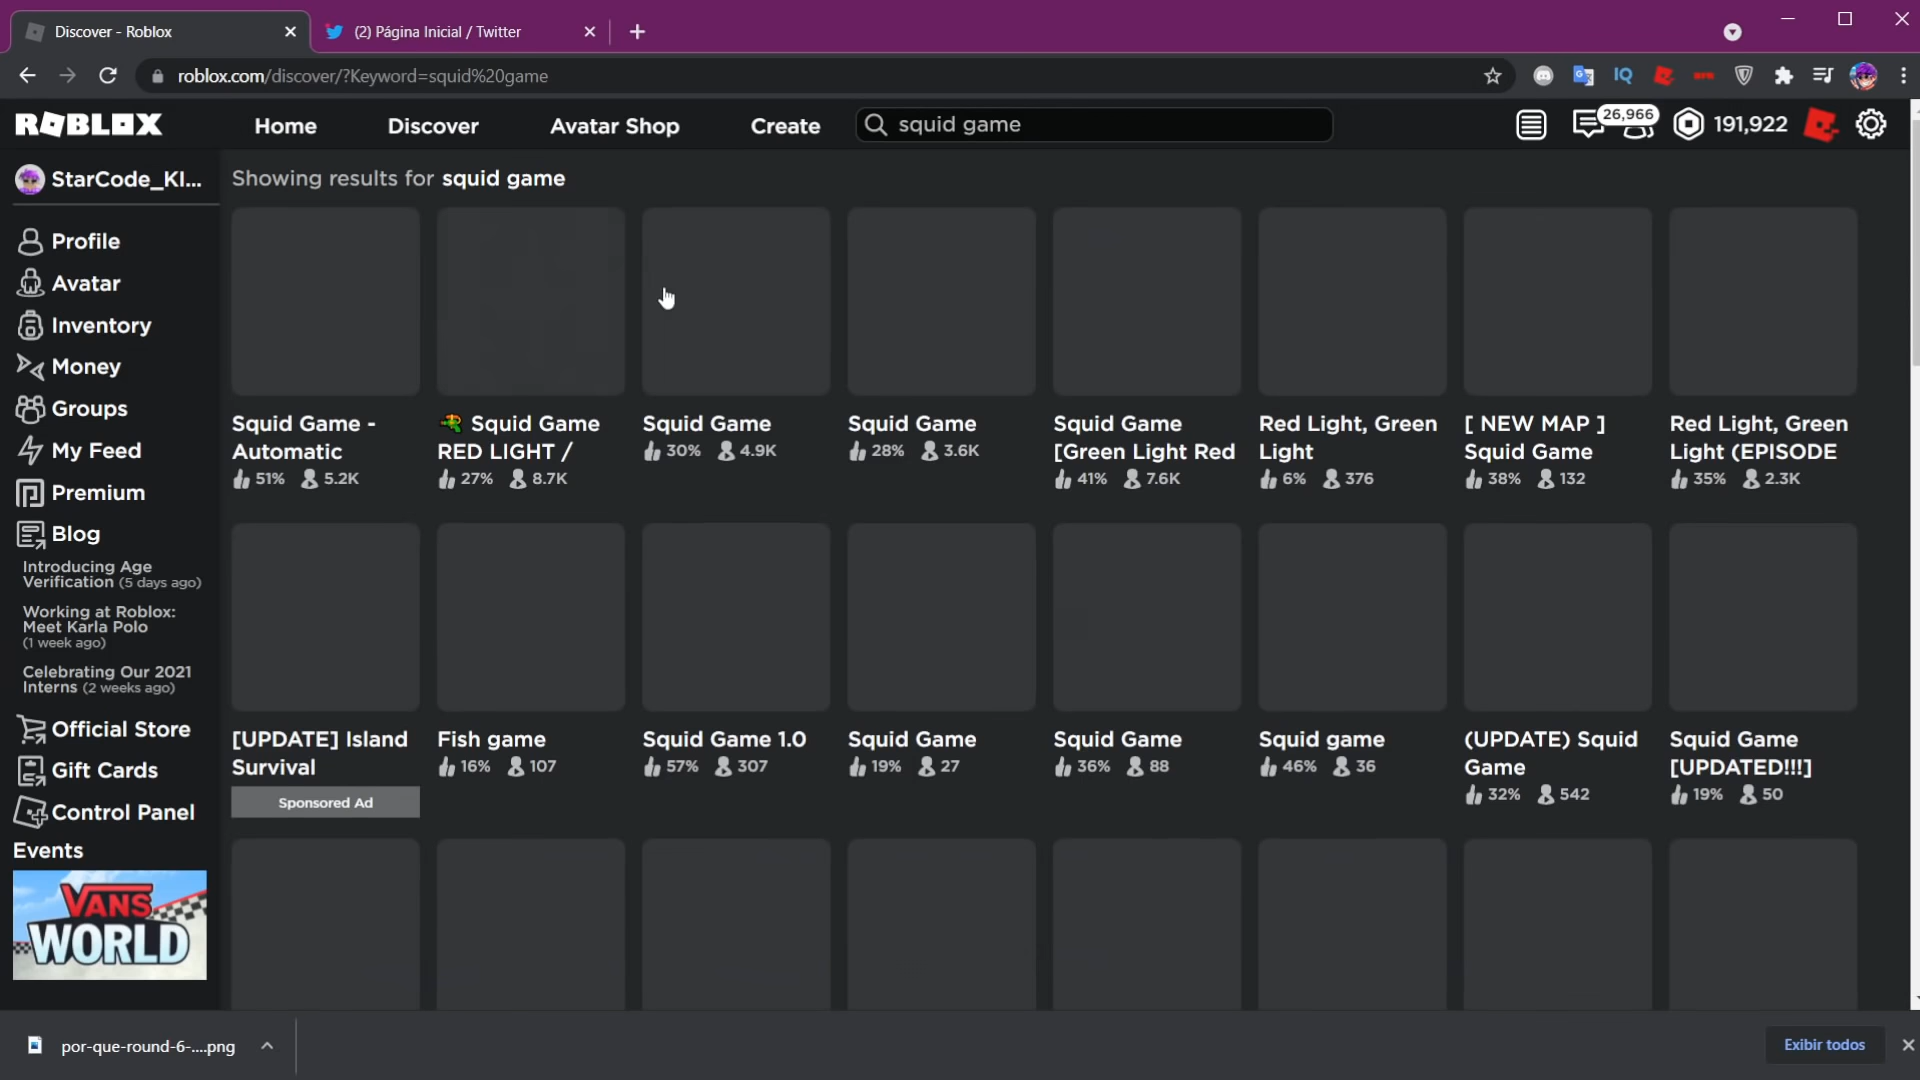 Discover - Roblox
(2) Página Inicial / Twitter
roblox.com/discover/?Keyword=squid%20game
IQ
ROBLOX
Home
Discover
Avatar Shop
Create
squid game
26,966
191,922
StarCode_KI...
Profile
Avatar
Inventory
Money
Groups
My Feed
Premium
Blog
Introducing Age
Verification (5 days ago)
Working at Roblox:
Meet Karla Polo
(1 week ago)
Celebrating Our 2021
Interns (2 weeks ago)
Official Store
Gift Cards
Control Panel
Events
VANS
WORLD
Showing results for squid game
Squid Game -
Automatic
51% 5.2K
Squid Game
RED LIGHT /
27% 8.7K
Squid Game
30% 4.9K
Squid Game
28% 3.6K
Squid Game
[Green Light Red
41% 7.6K
Red Light, Green
Light
6% 376
[ NEW MAP ]
Squid Game
38% 132
Red Light, Green
Light (EPISODE
35% 2.3K
[UPDATE] Island
Survival
Sponsored Ad
Fish game
16% 107
Squid Game 1.0
57% 307
Squid Game
19% 27
Squid Game
36% 88
Squid game
46% 36
(UPDATE) Squid
Game
32% 542
Squid Game
[UPDATED!!!]
19% 50
por-que-round-6-....png
Exibir todos